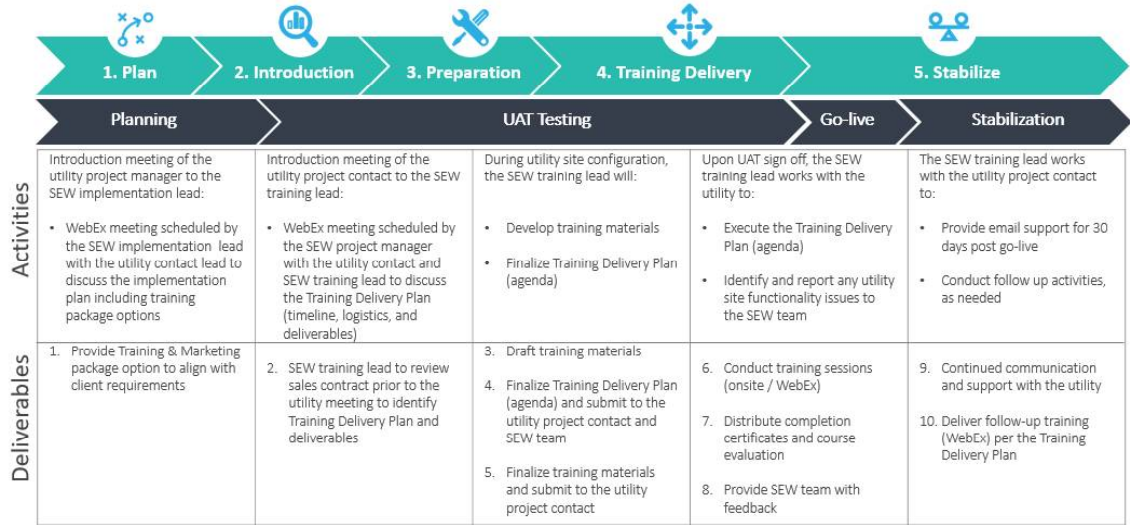 1. Plan
2. Introduction
3. Preparation
4. Training Delivery
5. Stabilize
Planning
UAT Testing
Go-live
Stabilization
Activities
Introduction meeting of the
utility project manager to the
SEW implementation lead:
• WebEx meeting scheduled by
the SEW implementation lead
with the utility contact lead to
discuss the implementation
plan including training
package options
Introduction meeting of the
utility project contact to the SEW
training lead:
• WebEx meeting scheduled by
the SEW project manager
with the utility contact and
SEW training lead to discuss
the Training Delivery Plan
(timeline, logistics, and
deliverables)
During utility site configuration,
the SEW training lead will:
• Develop training materials
• Finalize Training Delivery Plan
(agenda)
Upon UAT sign off, the SEW
training lead works with the
utility to:
• Execute the Training Delivery
Plan (agenda)
• Identify and report any utility
site functionality issues to
the SEW team
The SEW training lead works
with the utility project contact
to:
• Provide email support for 30
days post go-live
• Conduct follow up activities,
as needed
Deliverables
1. Provide Training & Marketing
package option to align with
client requirements
2. SEW training lead to review
sales contract prior to the
utility meeting to identify
Training Delivery Plan and
deliverables
3. Draft training materials
4. Finalize Training Delivery Plan
(agenda) and submit to the
utility project contact and
SEW team
5. Finalize training materials
and submit to the utility
project contact
6. Conduct training sessions
(onsite / WebEx)
7. Distribute completion
certificates and course
evaluation
8. Provide SEW team with
feedback
9. Continued communication
and support with the utility
10. Deliver follow-up training
(WebEx) per the Training
Delivery Plan